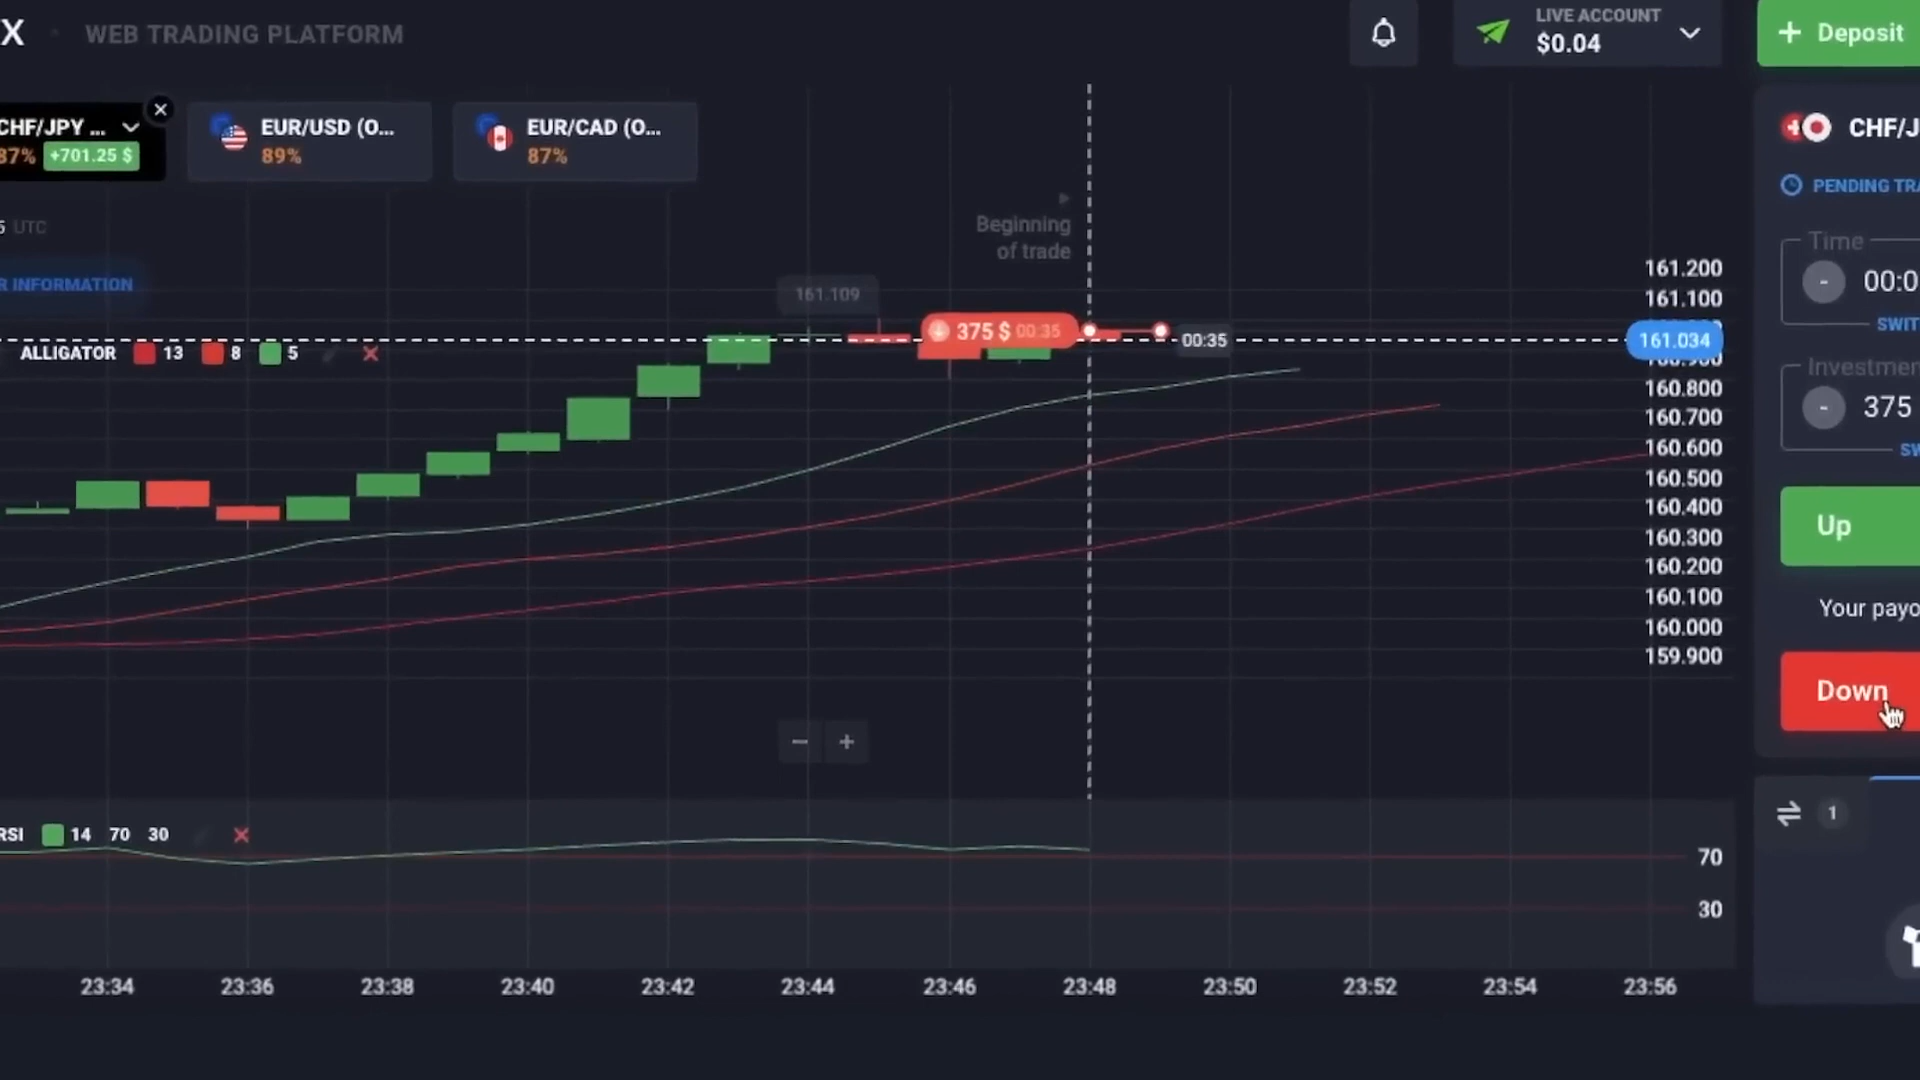 X
WEB TRADING PLATFORM
LIVE ACCOUNT
$0.04
+ Deposit
CHF/JPY ...
87% +701.25 $
EUR/USD (O...
89%
EUR/CAD (O...
87%
CHF/J
PENDING TRA
5 UTC
Beginning
of trade
Time
- 00:0
SWIT
R INFORMATION
161.109
375 $ 00:35
00:35
161.034
ALLIGATOR 13 8 5
161.200
161.100
160.800
160.700
160.600
160.500
160.400
160.300
160.200
160.100
160.000
159.900
Investmen
- 375
SW
Up
Your payo
Down
− +
1
RSI 14 70 30
70
30
23:34 23:36 23:38 23:40 23:42 23:44 23:46 23:48 23:50 23:52 23:54 23:56